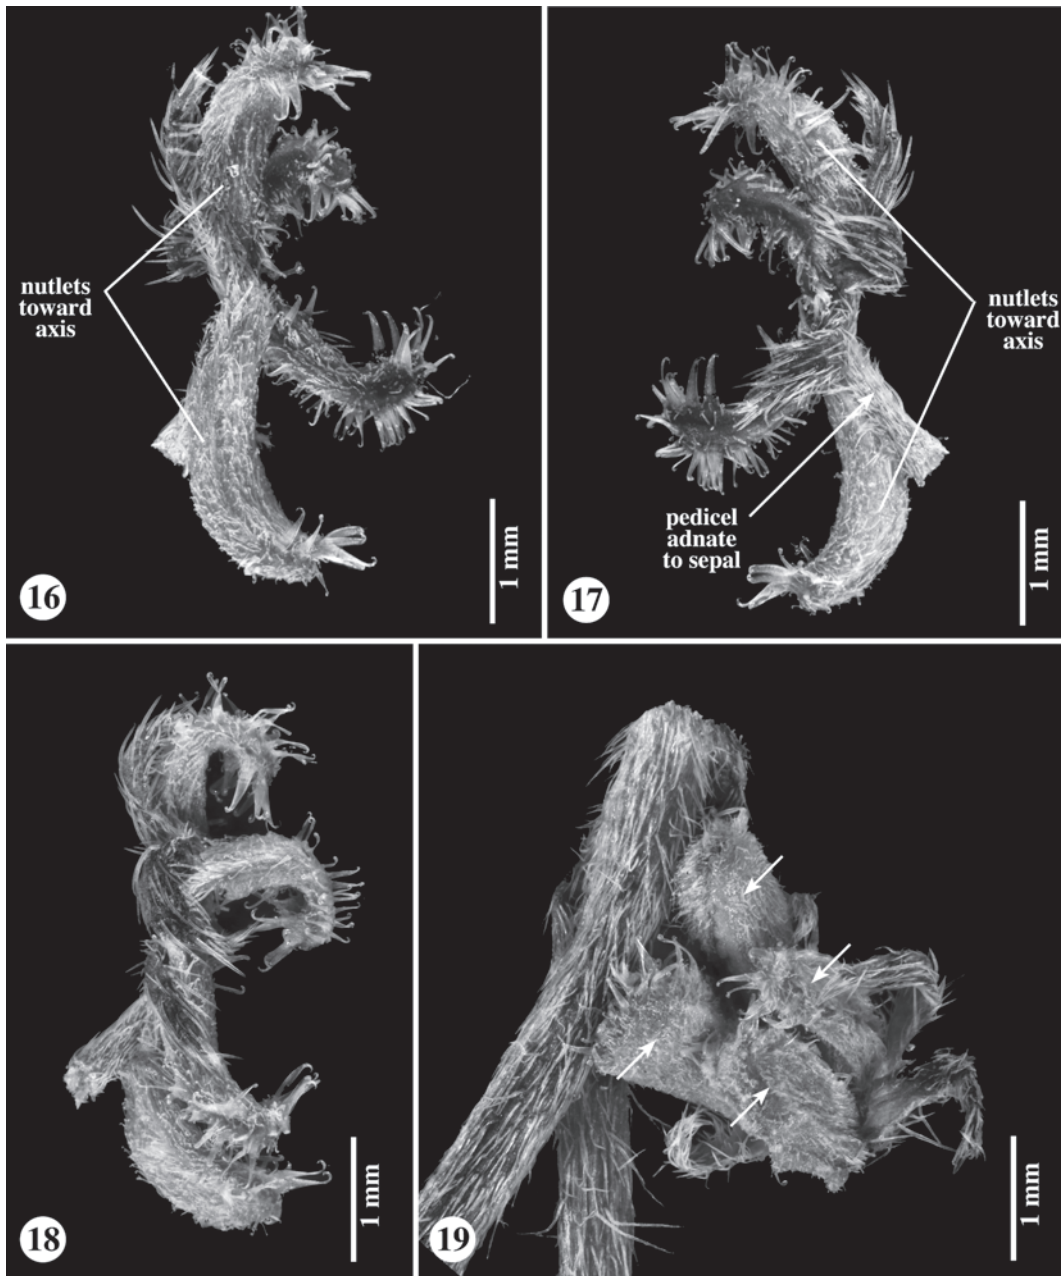 nutlets
toward
axis
1 mm
16
nutlets
toward
axis
pedicel
adnate
to sepal
1 mm
17
1 mm
18
1 mm
19